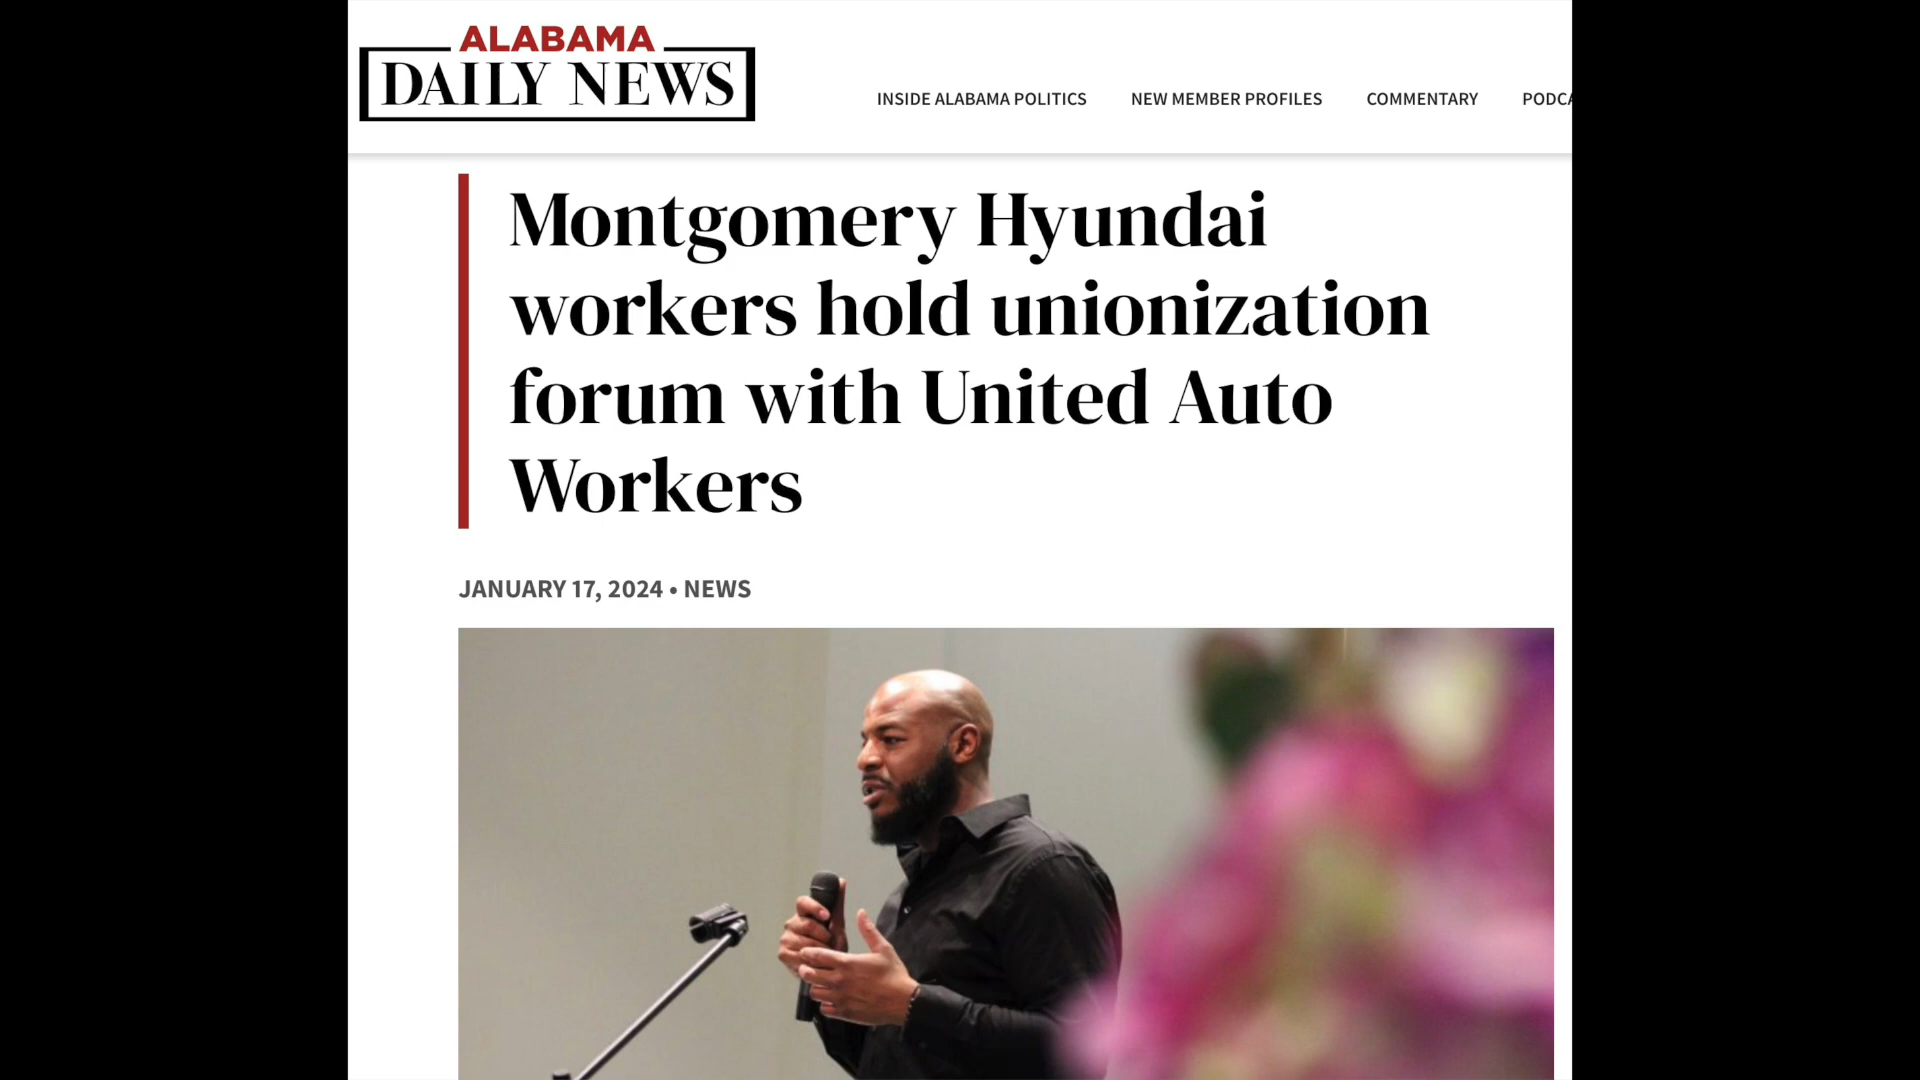 ALABAMA
DAILY NEWS
INSIDE ALABAMA POLITICS NEW MEMBER PROFILES COMMENTARY PODCA
Montgomery Hyundai
workers hold unionization
forum with United Auto
Workers
JANUARY 17, 2024 • NEWS